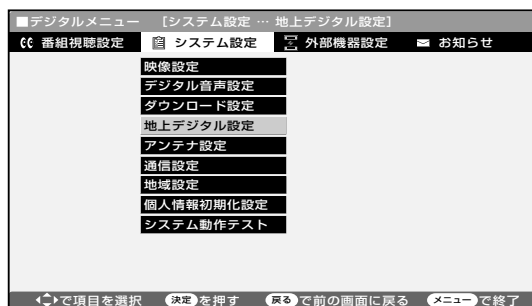 ■デジタルメニュー [システム設定 … 地上デジタル設定]
番組視聴設定 システム設定 外部機器設定 お知らせ
映像設定
デジタル音声設定
ダウンロード設定
地上デジタル設定
アンテナ設定
通信設定
地域設定
個人情報初期化設定
システム動作テスト
で項目を選択 決定を押す 戻るで前の画面に戻る メニューで終了